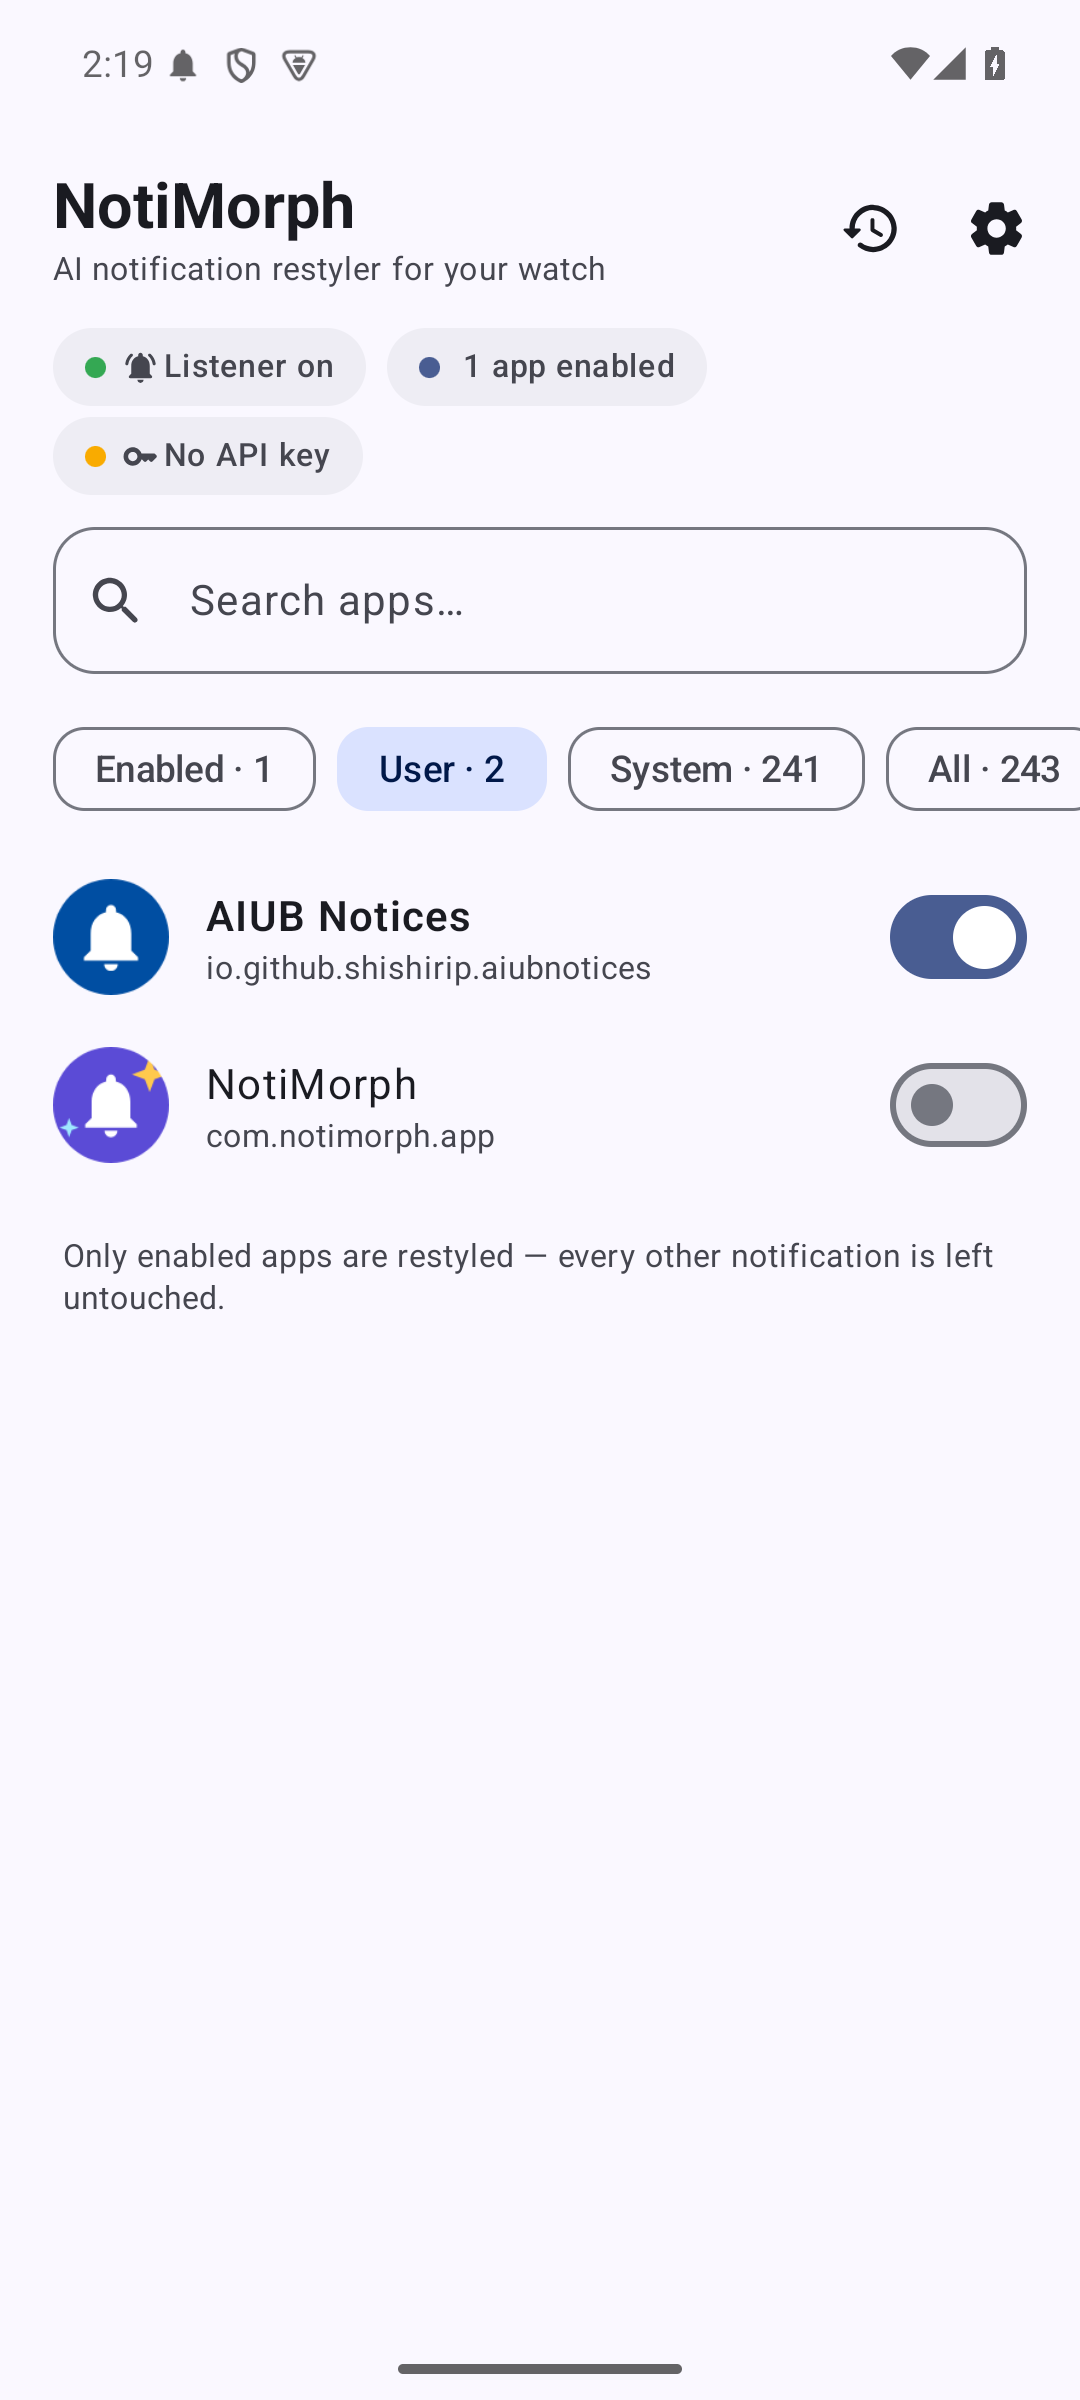 2:19
NotiMorph
AI notification restyler for your watch
Listener on
1 app enabled
No API key
Search apps…
Enabled · 1
User · 2
System · 241
All · 243
AIUB Notices
io.github.shishirip.aiubnotices
NotiMorph
com.notimorph.app
Only enabled apps are restyled — every other notification is left
untouched.